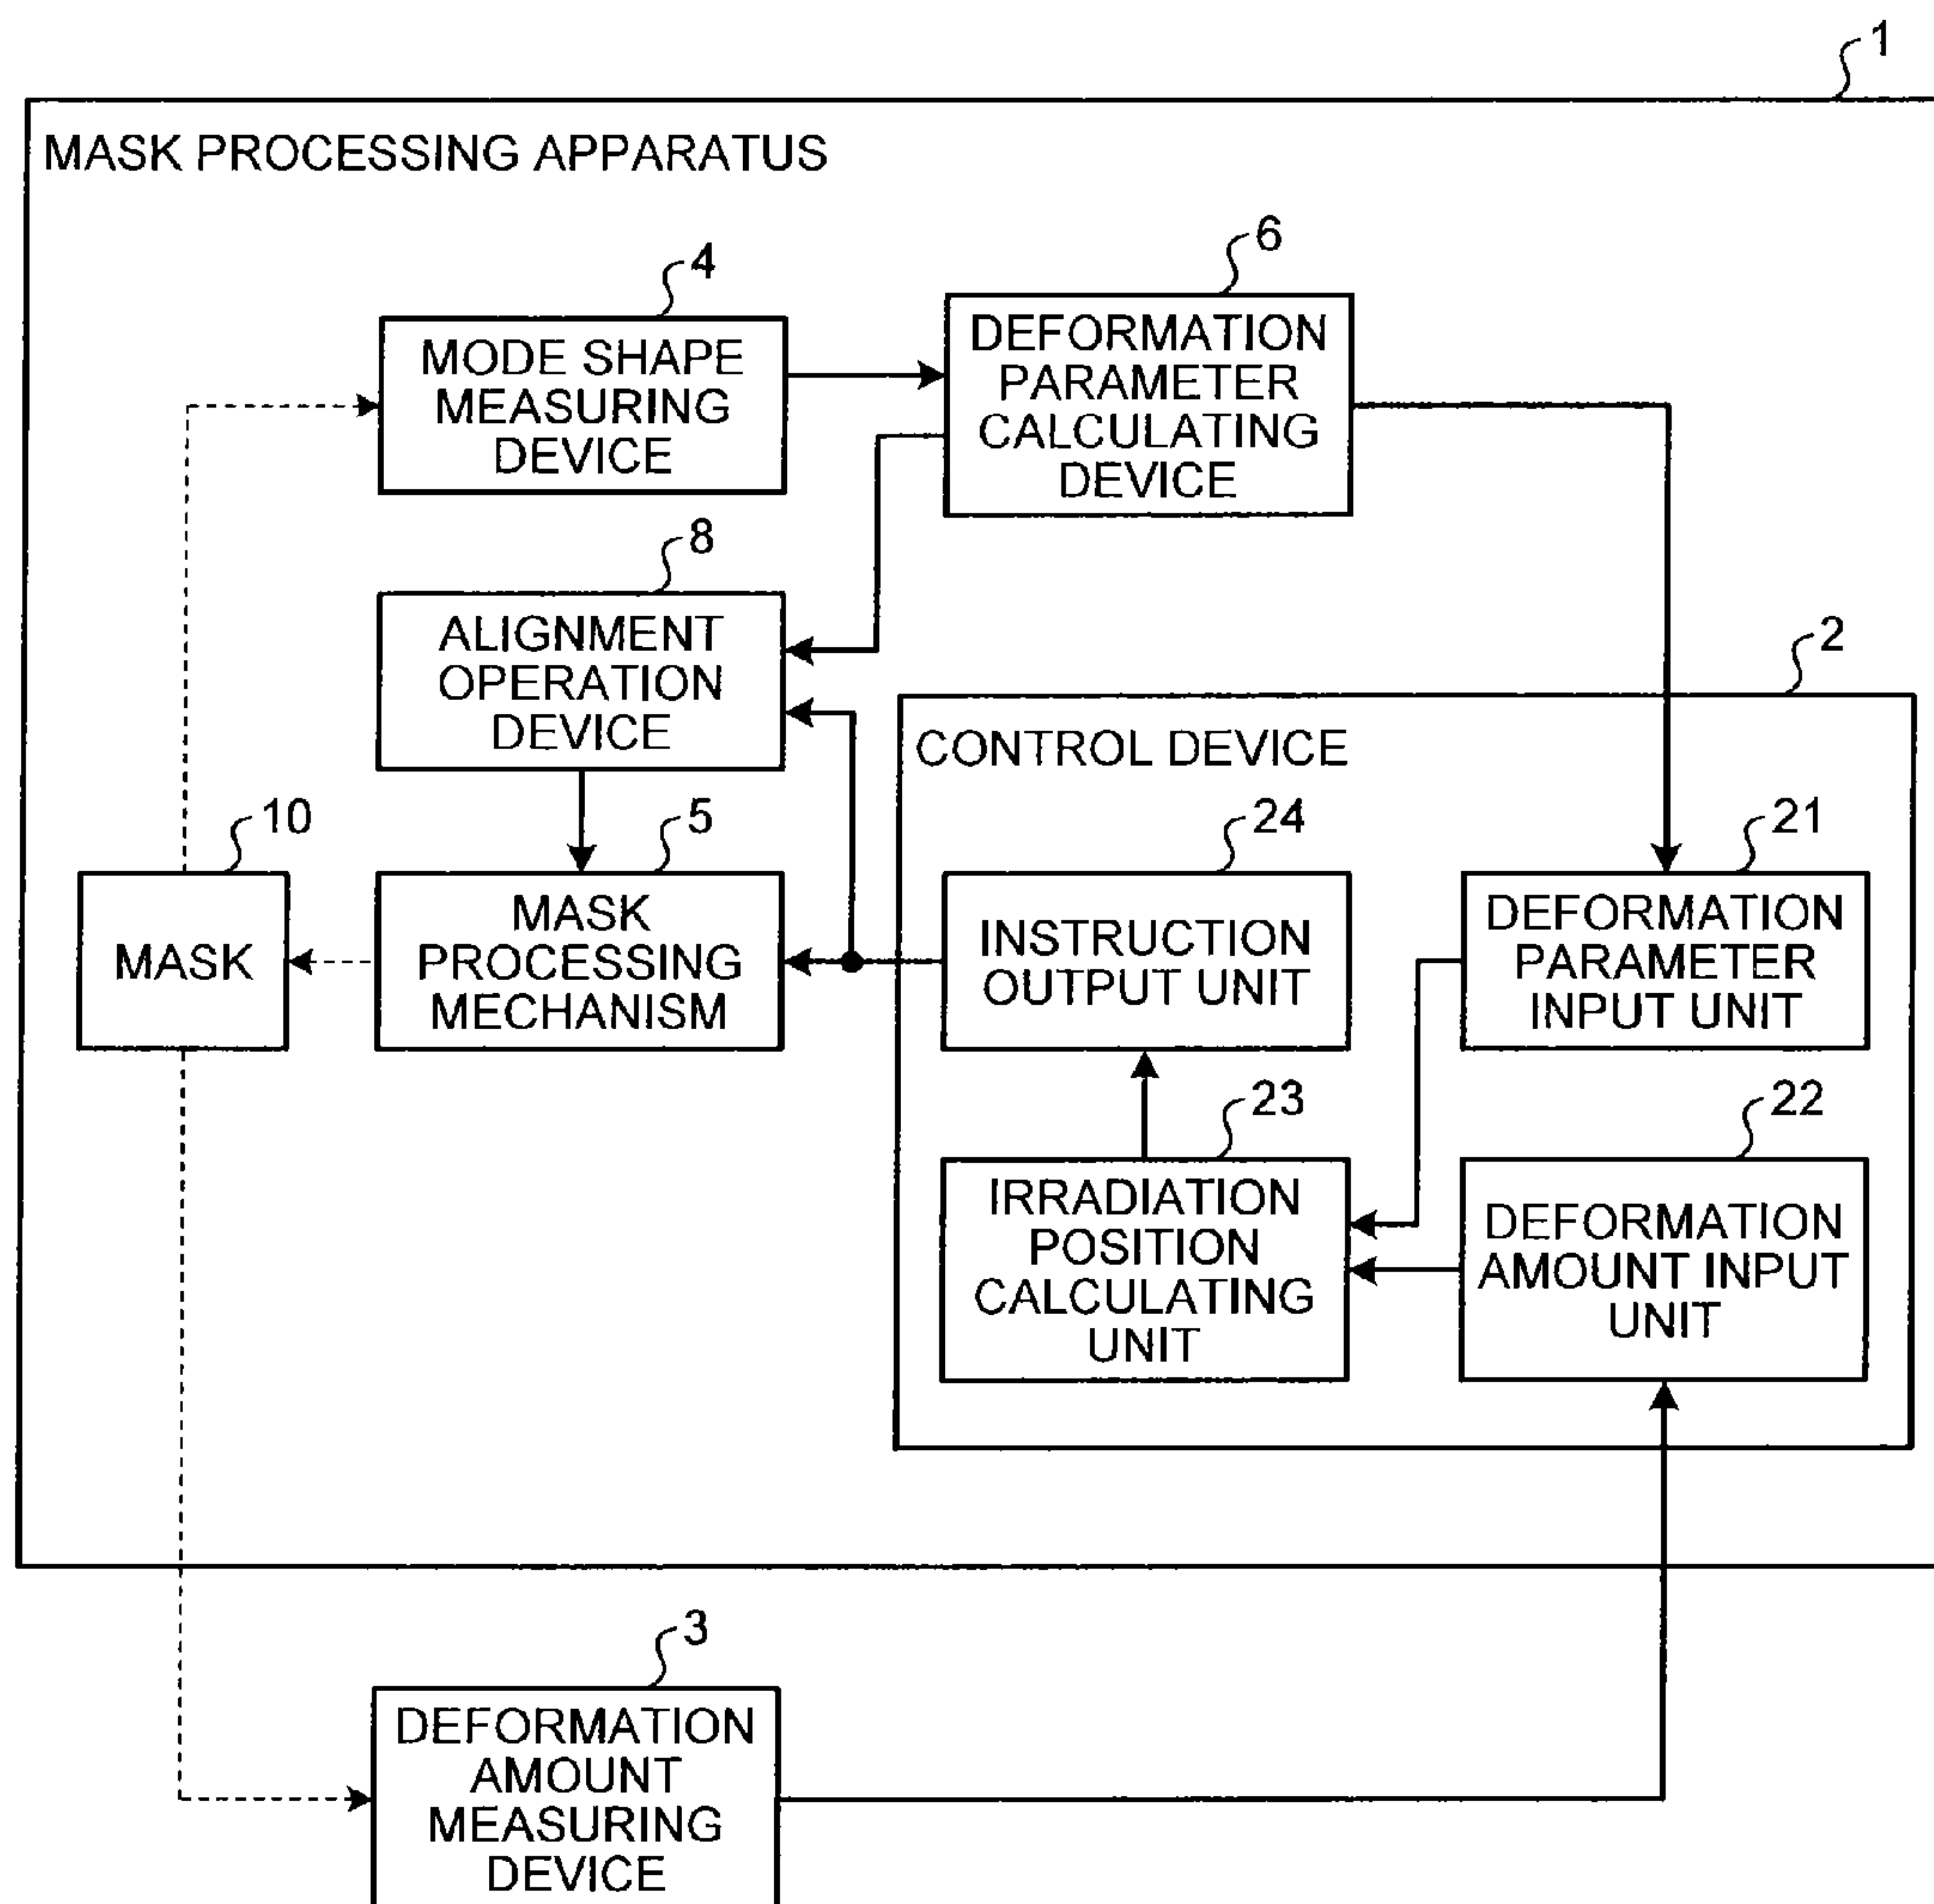 1
MASK PROCESSING APPARATUS
4
MODE SHAPE
MEASURING
DEVICE
6
DEFORMATION
PARAMETER
CALCULATING
DEVICE
8
ALIGNMENT
OPERATION
DEVICE
2
CONTROL DEVICE
10
MASK
5
MASK
PROCESSING
MECHANISM
24
INSTRUCTION
OUTPUT UNIT
21
DEFORMATION
PARAMETER
INPUT UNIT
23
IRRADIATION
POSITION
CALCULATING
UNIT
22
DEFORMATION
AMOUNT INPUT
UNIT
3
DEFORMATION
AMOUNT
MEASURING
DEVICE